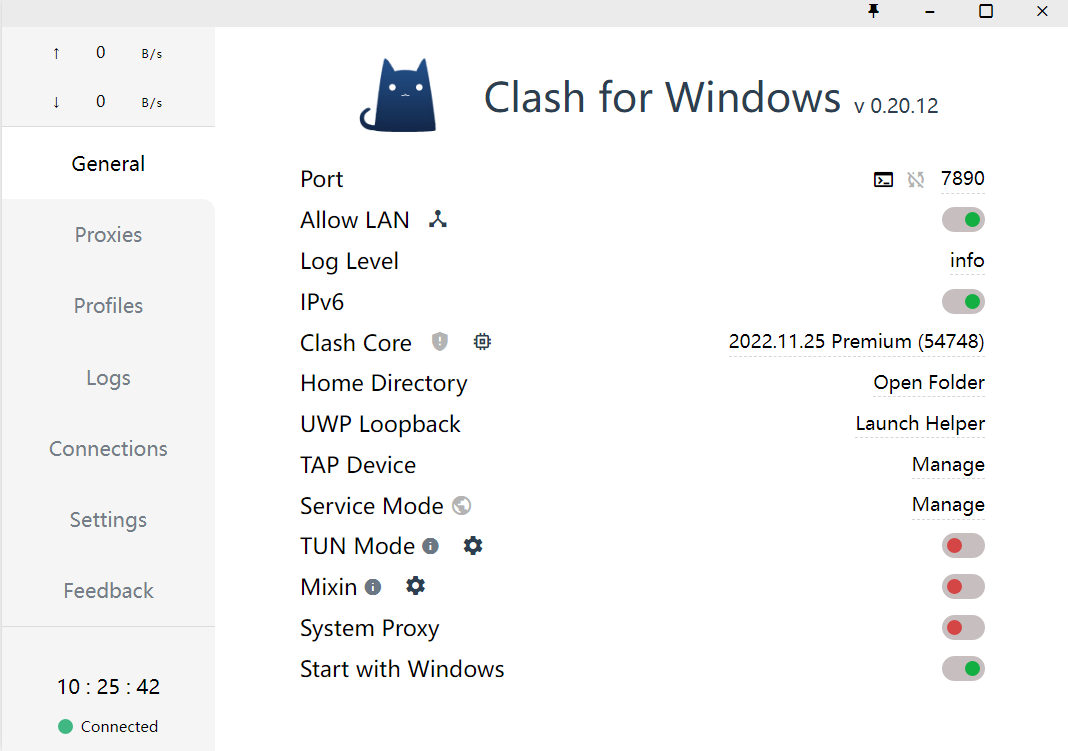 ↑ 0 B/s
↓ 0 B/s
General
Proxies
Profiles
Logs
Connections
Settings
Feedback
10 : 25 : 42
Connected
Clash for Windows v 0.20.12
Port 7890
Allow LAN
Log Level info
IPv6
Clash Core 2022.11.25 Premium (54748)
Home Directory Open Folder
UWP Loopback Launch Helper
TAP Device Manage
Service Mode Manage
TUN Mode
Mixin
System Proxy
Start with Windows